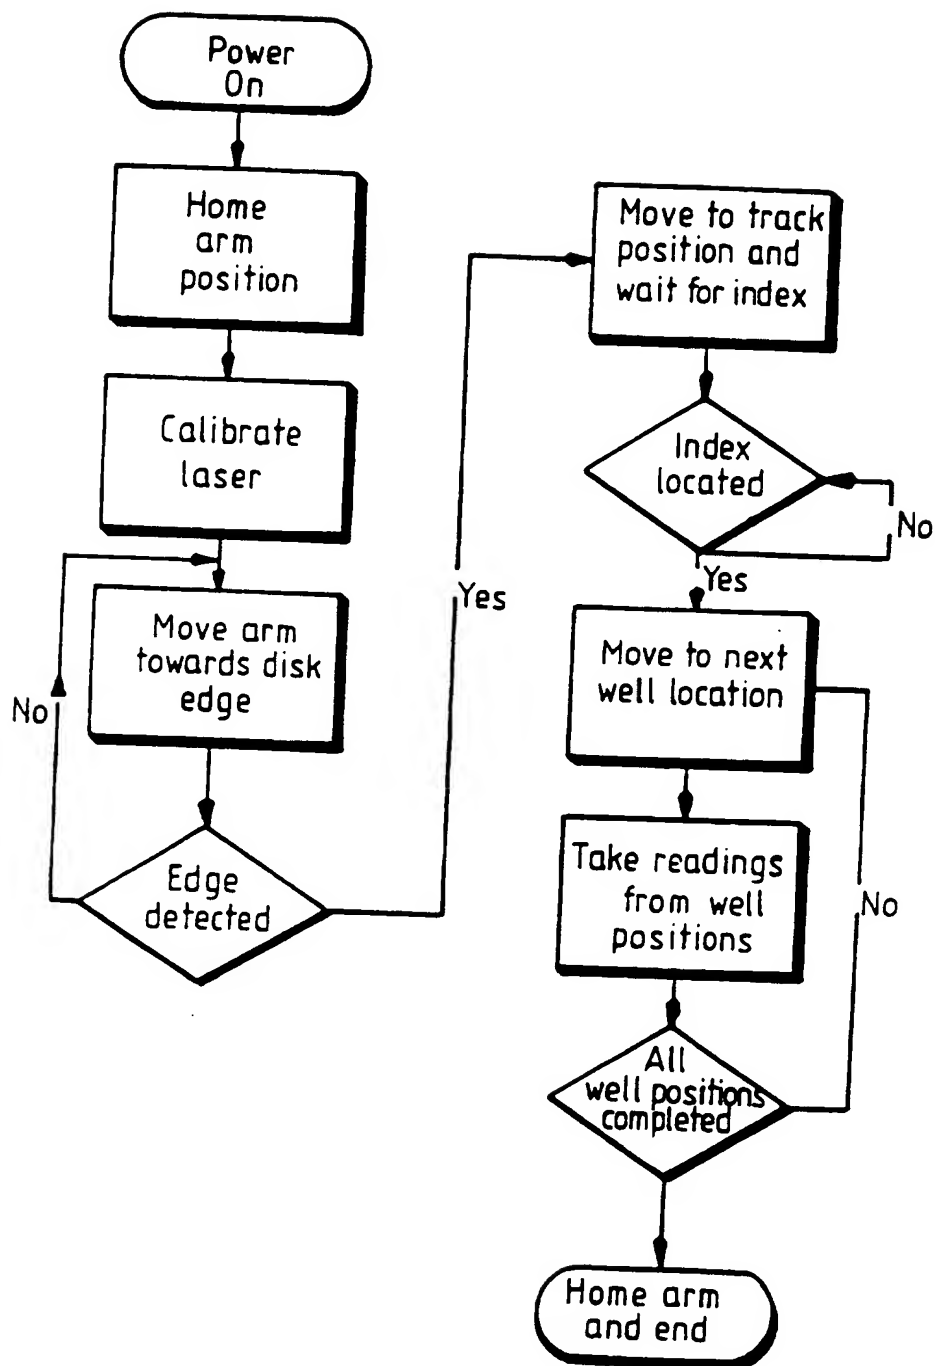 Power
On
Home
arm
position
Calibrate
laser
Move arm
towards disk
edge
No
Edge
detected
Yes
Move to track
position and
wait for index
Index
located
No
Yes
Move to next
well location
Take readings
from well
positions
No
All
well positions
completed
Home arm
and end